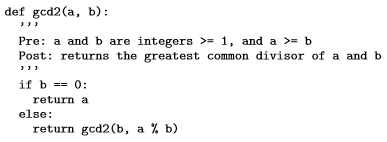 def gcd2(a, b):
  ’’’
  Pre: a and b are integers >= 1, and a >= b
  Post: returns the greatest common divisor of a and b
  ’’’
  if b == 0:
    return a
  else:
    return gcd2(b, a % b)